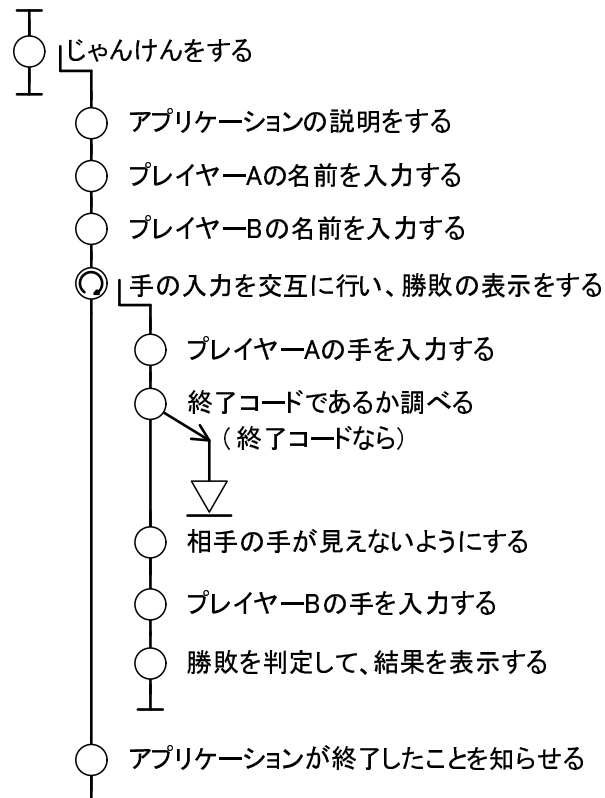 じゃんけんをする
アプリケーションの説明をする
プレイヤーAの名前を入力する
プレイヤーBの名前を入力する
手の入力を交互に行い、勝敗の表示をする
プレイヤーAの手を入力する
終了コードであるか調べる
(終了コードなら)
相手の手が見えないようにする
プレイヤーBの手を入力する
勝敗を判定して、結果を表示する
アプリケーションが終了したことを知らせる